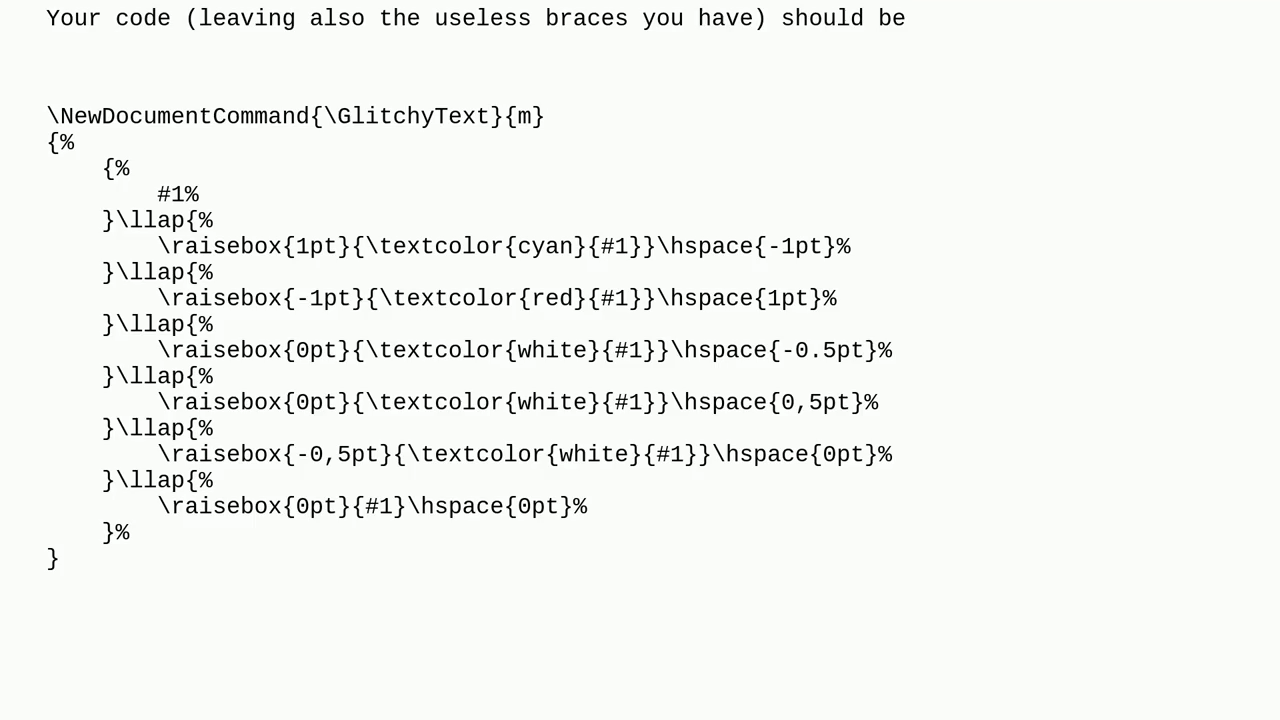 Your code (leaving also the useless braces you have) should be
\NewDocumentCommand{\GlitchyText}{m}
{%
    {%
        #1%
    }\llap{%
        \raisebox{1pt}{\textcolor{cyan}{#1}}\hspace{-1pt}%
    }\llap{%
        \raisebox{-1pt}{\textcolor{red}{#1}}\hspace{1pt}%
    }\llap{%
        \raisebox{0pt}{\textcolor{white}{#1}}\hspace{-0.5pt}%
    }\llap{%
        \raisebox{0pt}{\textcolor{white}{#1}}\hspace{0,5pt}%
    }\llap{%
        \raisebox{-0,5pt}{\textcolor{white}{#1}}\hspace{0pt}%
    }\llap{%
        \raisebox{0pt}{#1}\hspace{0pt}%
    }%
}